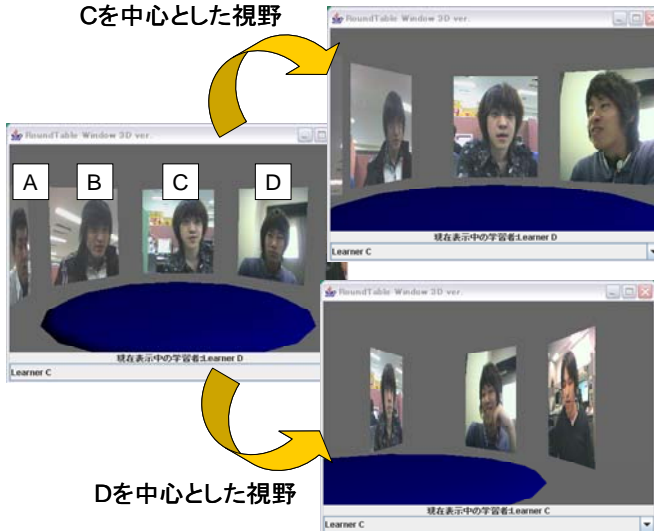 Cを中心とした視野
RoundTable Window 3D ver.
現在表示中の学習者:Learner D
Learner C
RoundTable Window 3D ver.
A
B
C
D
現在表示中の学習者:Learner D
Learner C
RoundTable Window 3D ver.
現在表示中の学習者:Learner C
Learner C
Dを中心とした視野